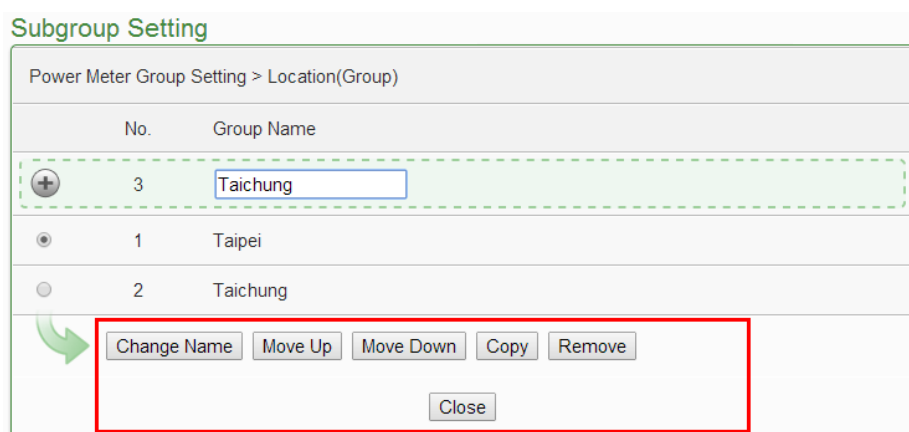 Subgroup Setting
Power Meter Group Setting > Location(Group)
No. Group Name
3 Taichung
1 Taipei
2 Taichung
Change Name Move Up Move Down Copy Remove
Close